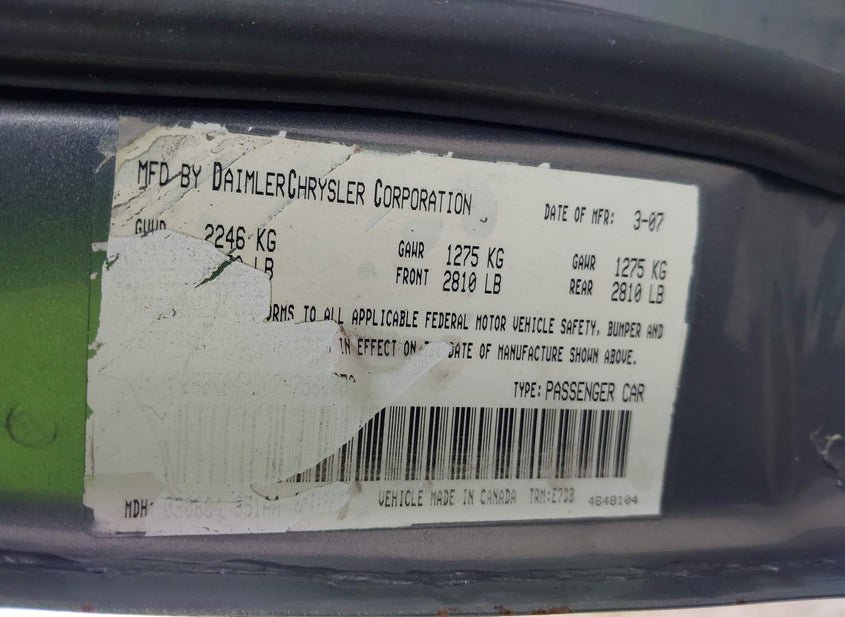 MFD BY DAIMLERCHRYSLER CORPORATION
DATE OF MFR: 3-07
2246 KG
LB
GAWR FRONT
1275 KG
2810 LB
GAWR REAR
1275 KG
2810 LB
TO ALL APPLICABLE FEDERAL MOTOR VEHICLE SAFETY, BUMPER AND
IN EFFECT ON DATE OF MANUFACTURE SHOWN ABOVE.
TYPE: PASSENGER CAR
MDH:
VEHICLE MADE IN CANADA
TRM:E7DB
4648104